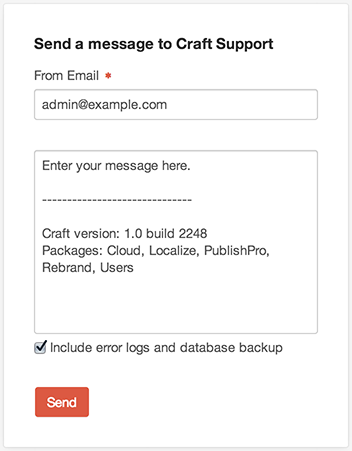 Send a message to Craft Support
From Email *
admin@example.com
Enter your message here.
------------------------------
Craft version: 1.0 build 2248
Packages: Cloud, Localize, PublishPro,
Rebrand, Users
Include error logs and database backup
Send